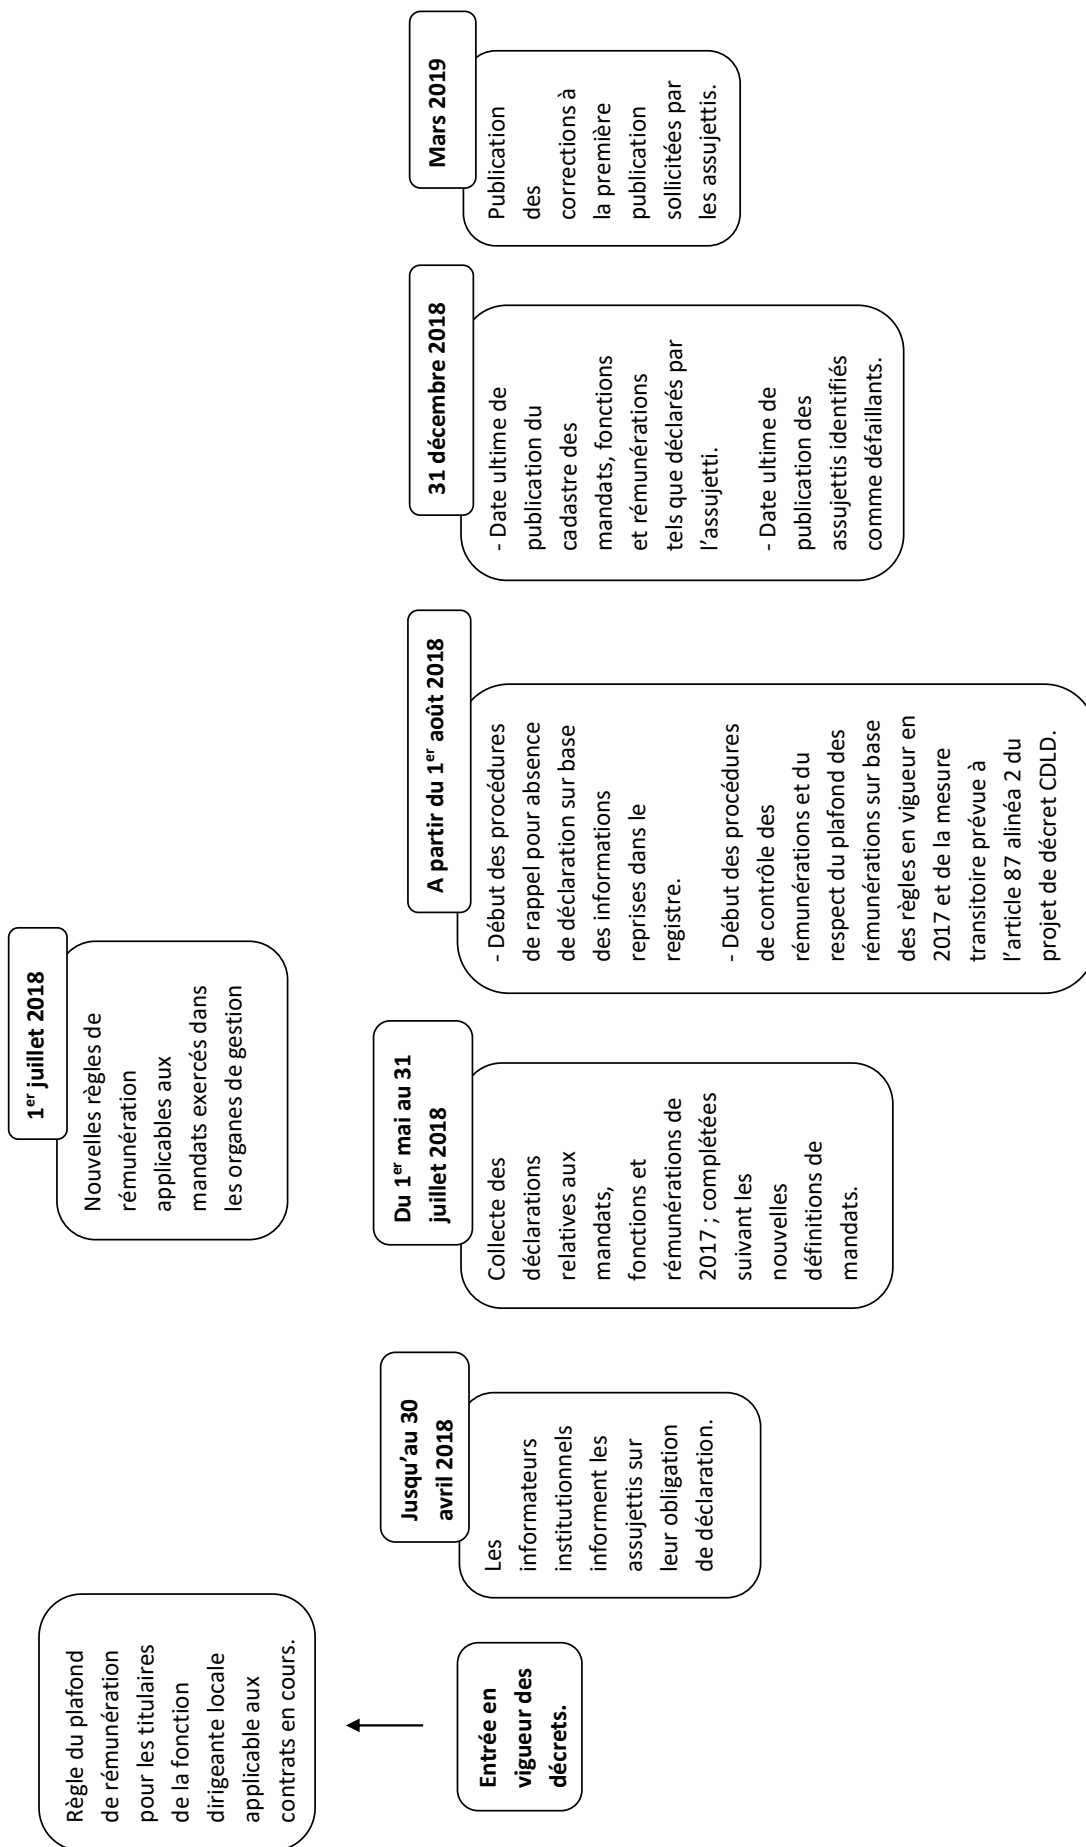 Règle du plafond
de rémunération
pour les titulaires
de la fonction
dirigeante locale
applicable aux
contrats en cours.
Entrée en
vigueur des
décrets.
Jusqu'au 30
avril 2018
Les
informateurs
institutionnels
informent les
assujettis sur
leur obligation
de déclaration.
1er juillet 2018
Nouvelles règles de
rémunération
applicables aux
mandats exercés dans
les organes de gestion
Du 1er mai au 31
juillet 2018
Collecte des
déclarations
relatives aux
mandats,
fonctions et
rémunérations de
2017 ; complétées
suivant les
nouvelles
définitions de
mandats.
A partir du 1er août 2018
- Début des procédures
de rappel pour absence
de déclaration sur base
des informations
reprises dans le
registre.
- Début des procédures
de contrôle des
rémunérations et du
respect du plafond des
rémunérations sur base
des règles en vigueur en
2017 et de la mesure
transitoire prévue à
l'article 87 alinéa 2 du
projet de décret CDLD.
31 décembre 2018
- Date ultime de
publication du
cadastre des
mandats, fonctions
et rémunérations
tels que déclarés par
l'assujetti.
- Date ultime de
publication des
assujettis identifiés
comme défaillants.
Mars 2019
Publication
des
corrections à
la première
publication
sollicitées par
les assujettis.